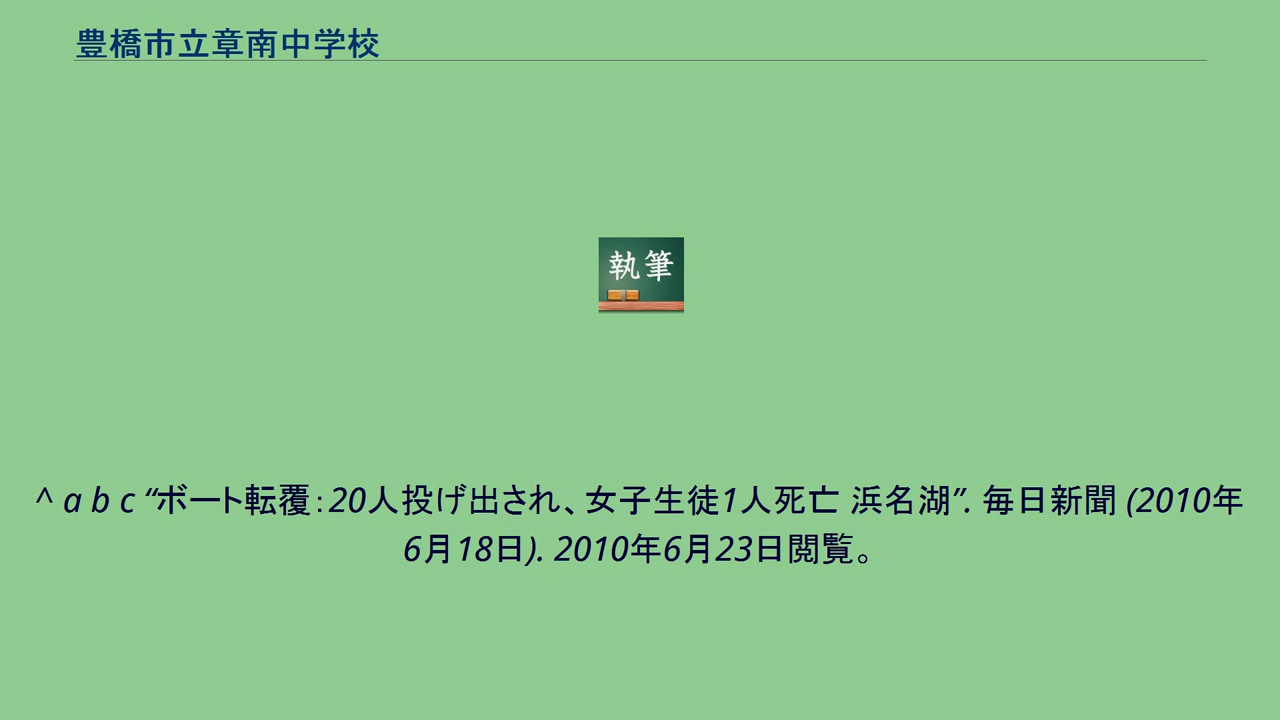 豊橋市立章南中学校
執筆
^ a b c “ボート転覆：20人投げ出され、女子生徒1人死亡 浜名湖”. 毎日新聞 (2010年
6月18日). 2010年6月23日閲覧。